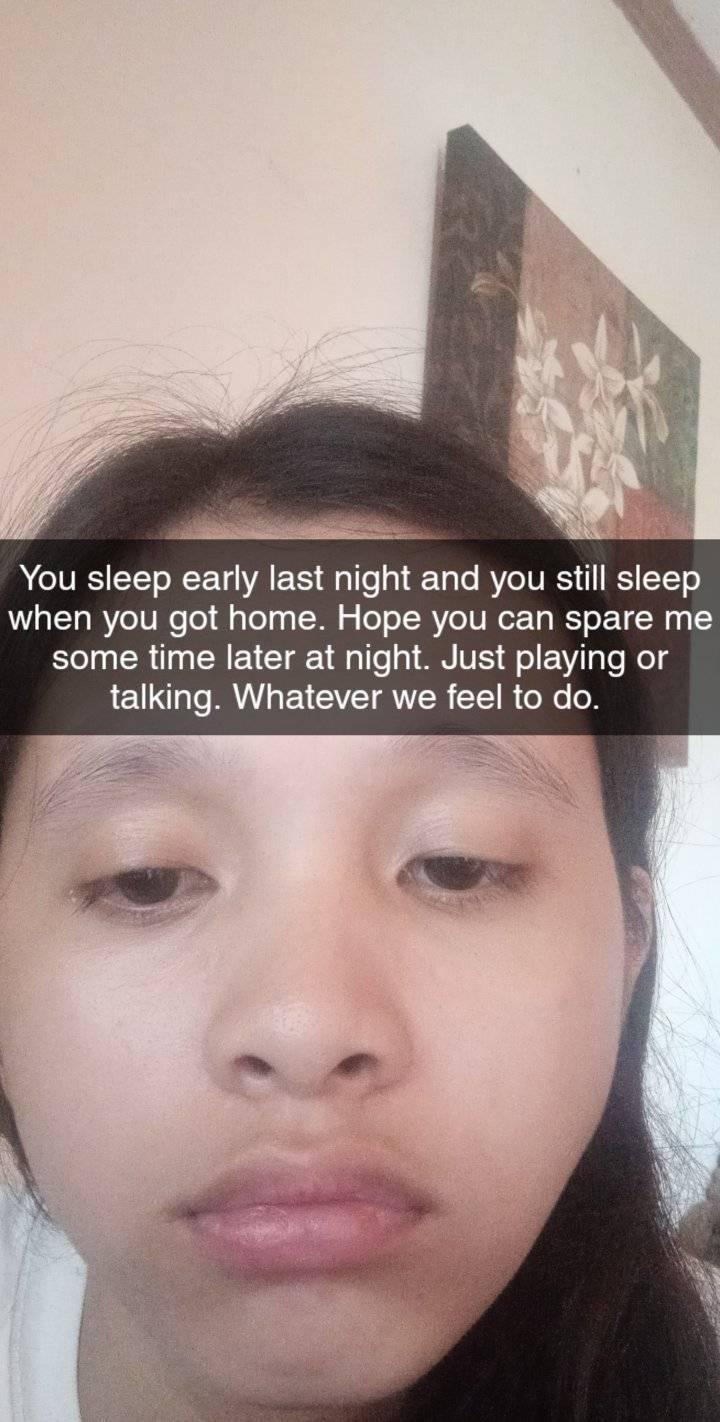 You sleep early last night and you still sleep
when you got home. Hope you can spare me
some time later at night. Just playing or
talking. Whatever we feel to do.